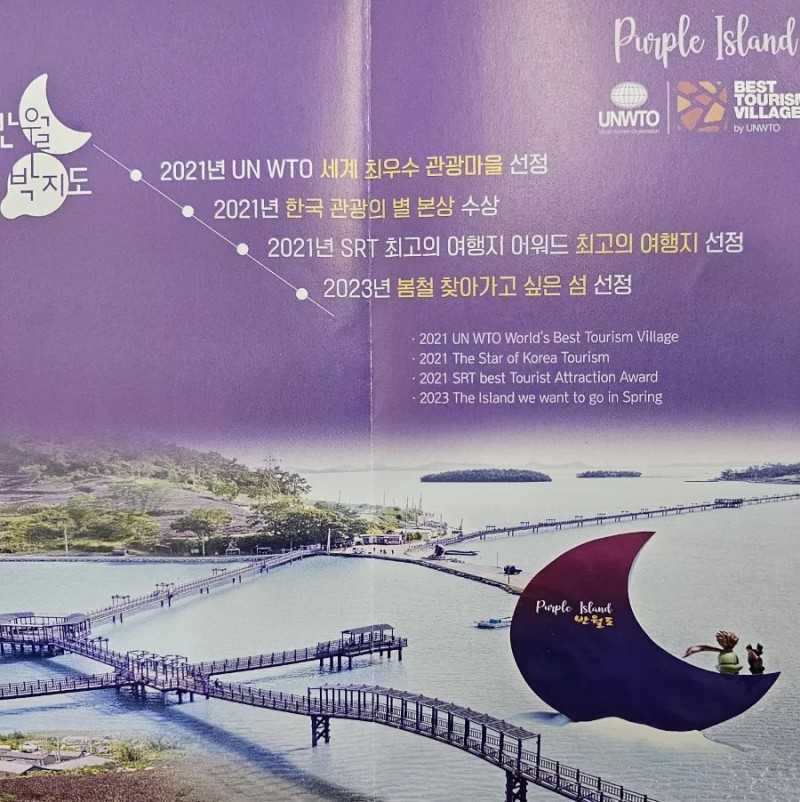 Purple Island
UNWTO
BEST
TOURISM
VILLAGES
by UNWTO
반월
박지도
2021년 UN WTO 세계 최우수 관광마을 선정
2021년 한국 관광의 별 본상 수상
2021년 SRT 최고의 여행지 어워드 최고의 여행지 선정
2023년 봄철 찾아가고 싶은 섬 선정
· 2021 UN WTO World's Best Tourism Village
· 2021 The Star of Korea Tourism
· 2021 SRT best Tourist Attraction Award
· 2023 The Island we want to go in Spring
Purple Island
반월도